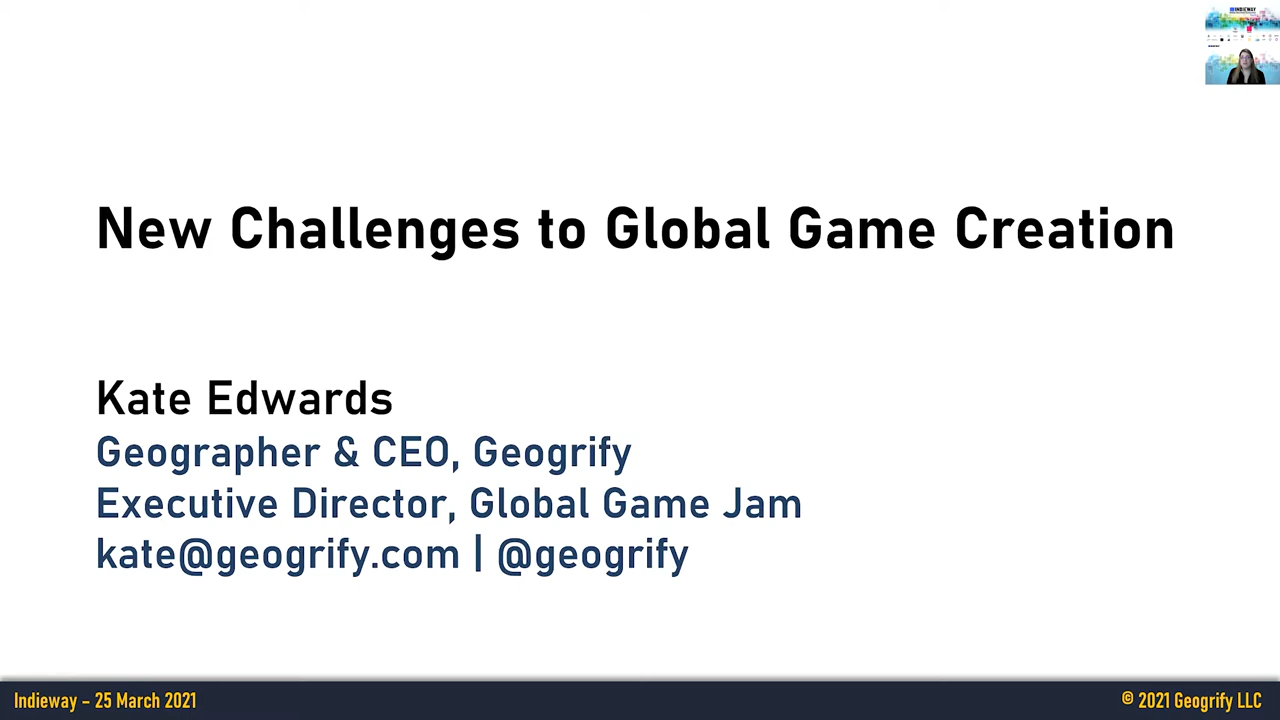 INDIEWAY
New Challenges to Global Game Creation
Kate Edwards
Geographer & CEO, Geogrify
Executive Director, Global Game Jam
kate@geogrify.com | @geogrify
Indieway – 25 March 2021
© 2021 Geogrify LLC